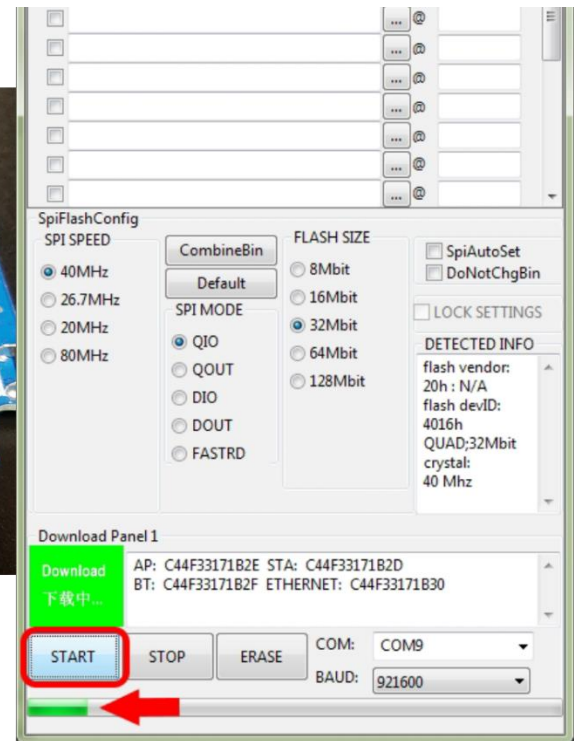 ... @
... @
... @
... @
... @
... @
... @
SpiFlashConfig
SPI SPEED
40MHz
26.7MHz
20MHz
80MHz
CombineBin
Default
SPI MODE
QIO
QOUT
DIO
DOUT
FASTRD
FLASH SIZE
8Mbit
16Mbit
32Mbit
64Mbit
128Mbit
SpiAutoSet
DoNotChgBin
LOCK SETTINGS
DETECTED INFO
flash vendor:
20h : N/A
flash devID:
4016h
QUAD;32Mbit
crystal:
40 Mhz
Download Panel 1
Download
下载中...
AP: C44F33171B2E STA: C44F33171B2D
BT: C44F33171B2F ETHERNET: C44F33171B30
START STOP ERASE
COM: COM9
BAUD: 921600